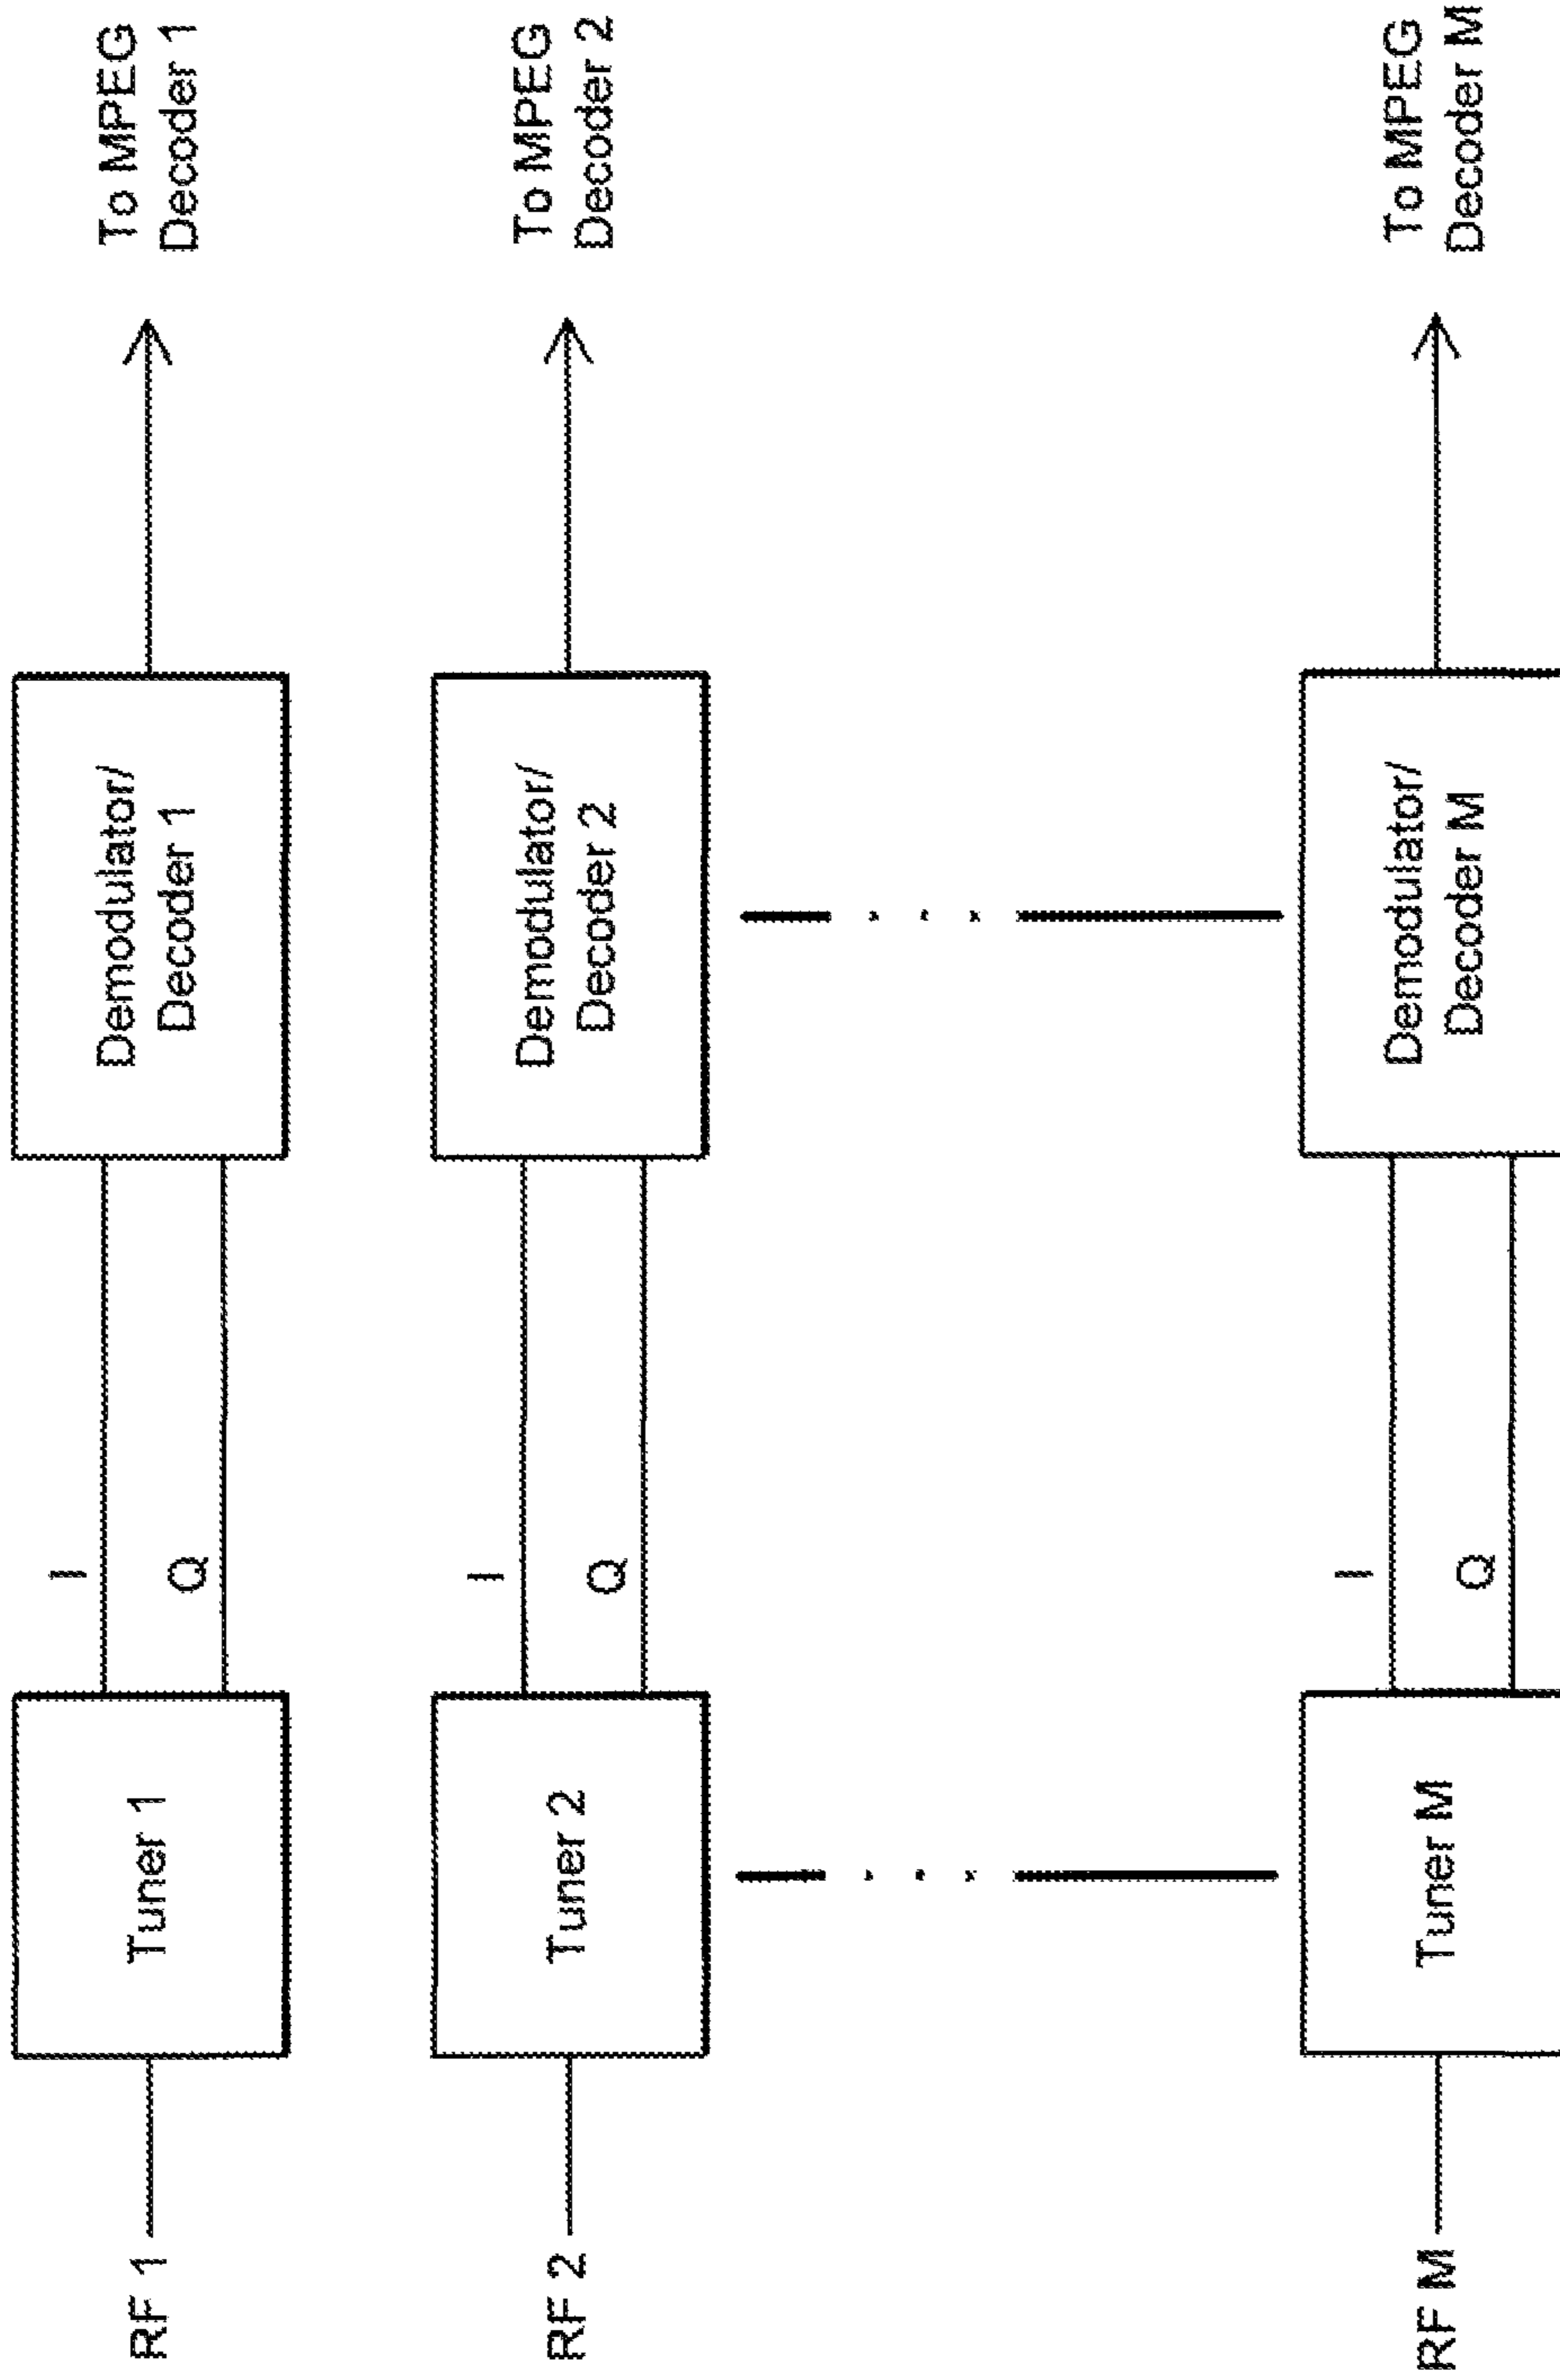 RF 1
Tuner 1
I
Q
Demodulator/
Decoder 1
To MPEG
Decoder 1
RF 2
Tuner 2
I
Q
Demodulator/
Decoder 2
To MPEG
Decoder 2
RF M
Tuner M
I
Q
Demodulator/
Decoder M
To MPEG
Decoder M